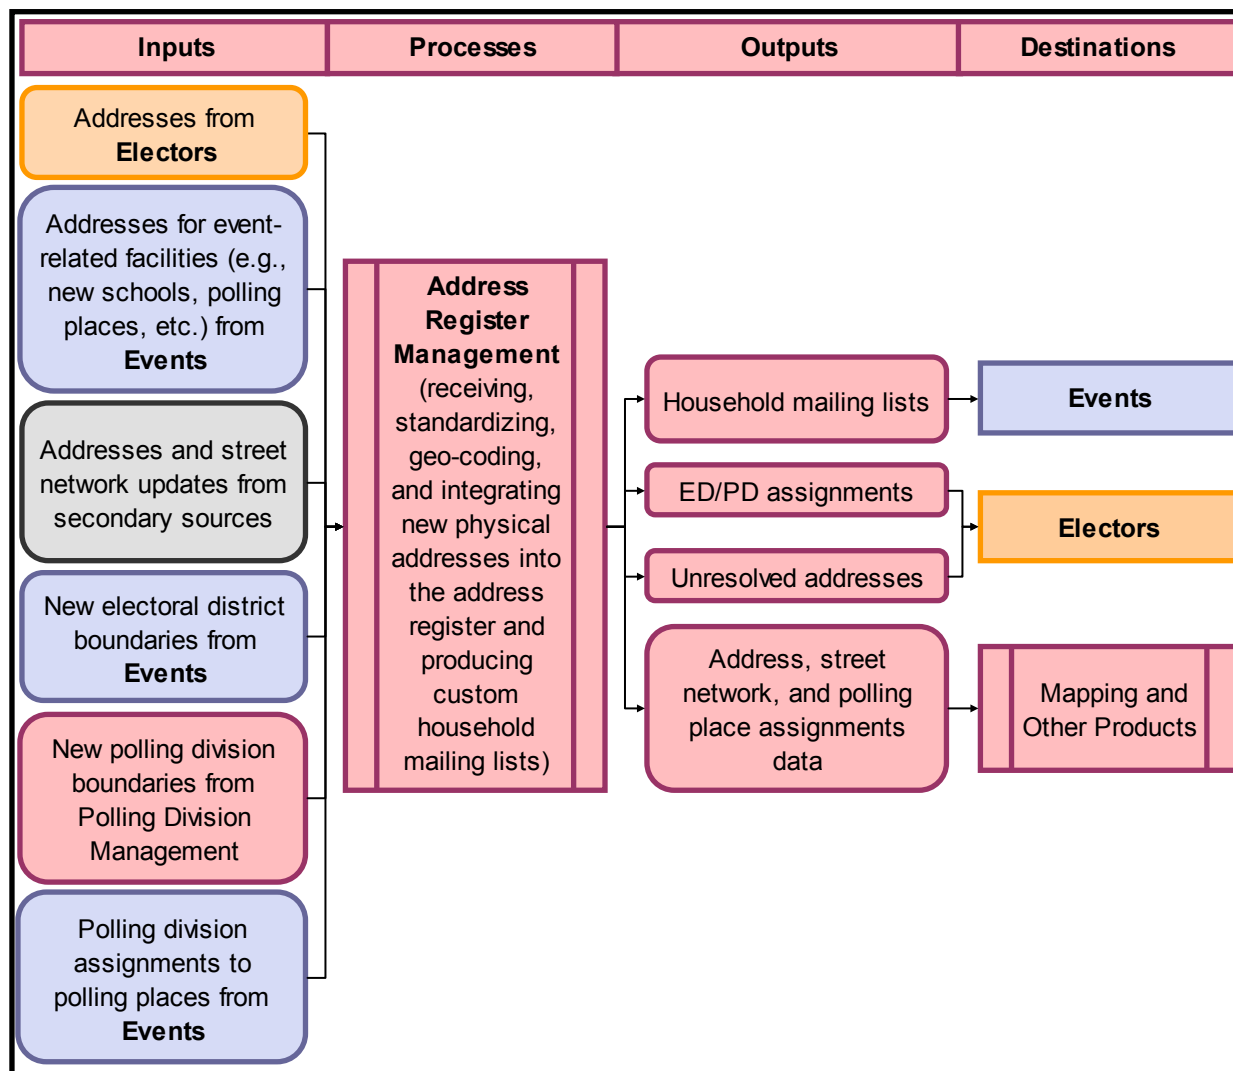 Inputs
Processes
Outputs
Destinations
Addresses from
Electors
Addresses for event-
related facilities (e.g.,
new schools, polling
places, etc.) from
Events
Addresses and street
network updates from
secondary sources
New electoral district
boundaries from
Events
New polling division
boundaries from
Polling Division
Management
Polling division
assignments to
polling places from
Events
Address
Register
Management
(receiving,
standardizing,
geo-coding,
and integrating
new physical
addresses into
the address
register and
producing
custom
household
mailing lists)
Household mailing lists
ED/PD assignments
Unresolved addresses
Address, street
network, and polling
place assignments
data
Events
Electors
Mapping and
Other Products